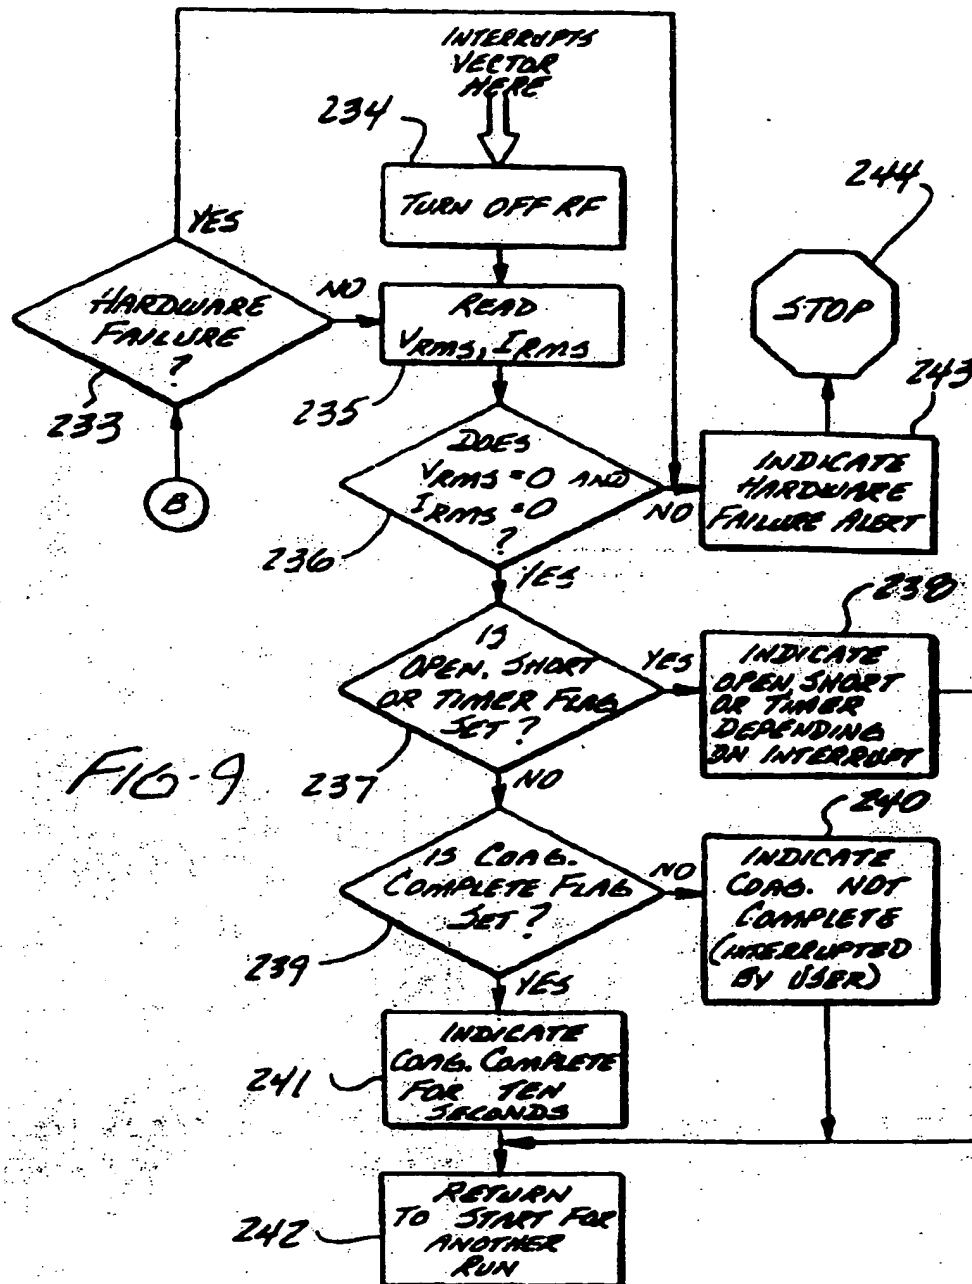 INTERRUPTS
VECTOR
HERE
234
TURN OFF RF
244
STOP
YES
HARDWARE
FAILURE
?
233
NO
READ
VRMS, IRMS
235
B
243
INDICATE
HARDWARE
FAILURE ALERT
DOES
VRMS = 0 AND
IRMS = 0
?
236
NO
YES
238
IS
OPEN, SHORT
OR TIMER FLAG
SET?
237
YES
INDICATE
OPEN, SHORT
OR TIMER
DEPENDING
ON INTERRUPT
FIG-9
NO
240
IS COAG.
COMPLETE FLAG
SET?
239
NO
INDICATE
COAG. NOT
COMPLETE
(INTERRUPTED
BY USER)
YES
INDICATE
COAG. COMPLETE
FOR TEN
SECONDS
241
RETURN
TO START FOR
ANOTHER
RUN
242